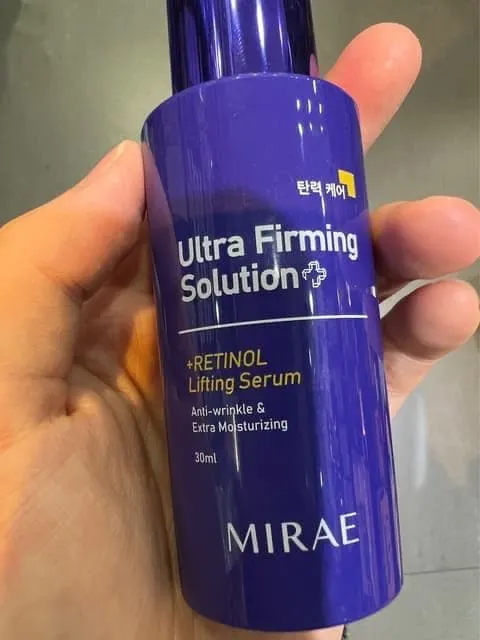 탄력 케어
Ultra Firming
Solution
+RETINOL
Lifting Serum
Anti-wrinkle &
Extra Moisturizing
30ml
MIRAE